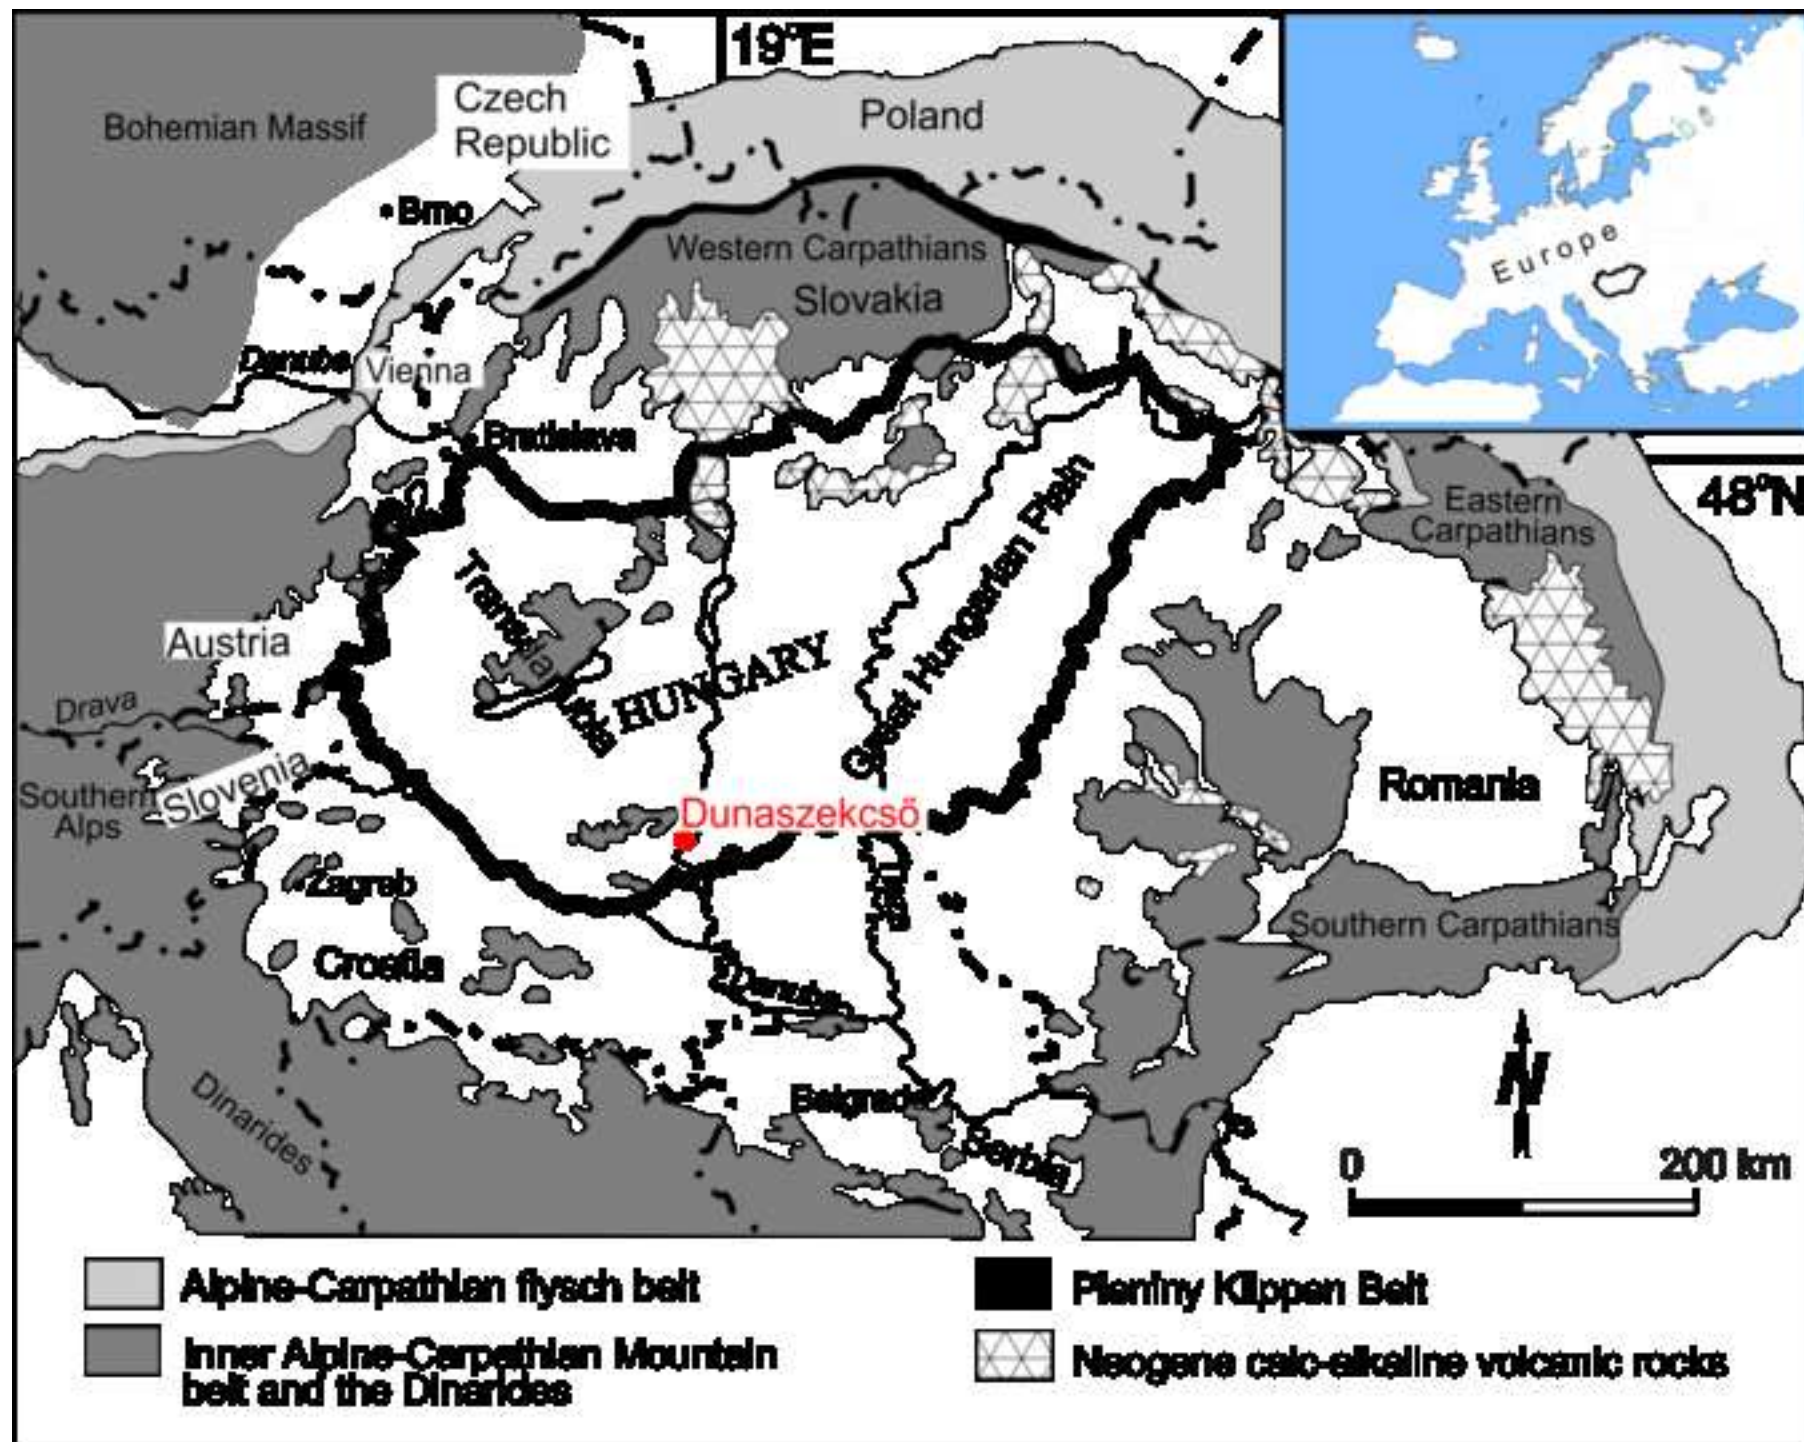 19°E
Czech
Republic
Poland
Bohemian Massif
Brno
Western Carpathians
Slovakia
Europe
Danube
Vienna
Bratislava
48°N
Eastern
Carpathians
Great Hungarian Plain
HUNGARY
Austria
Drava
Slovenia
Southern
Alps
Romania
Dunaszekcső
Zagreb
Southern Carpathians
Croatia
Danube
Belgrade
Serbia
Dinarides
N
0 200 km
Alpine-Carpathian flysch belt
Inner Alpine-Carpathian Mountain
belt and the Dinarides
Pieniny Klippen Belt
Neogene calc-alkaline volcanic rocks